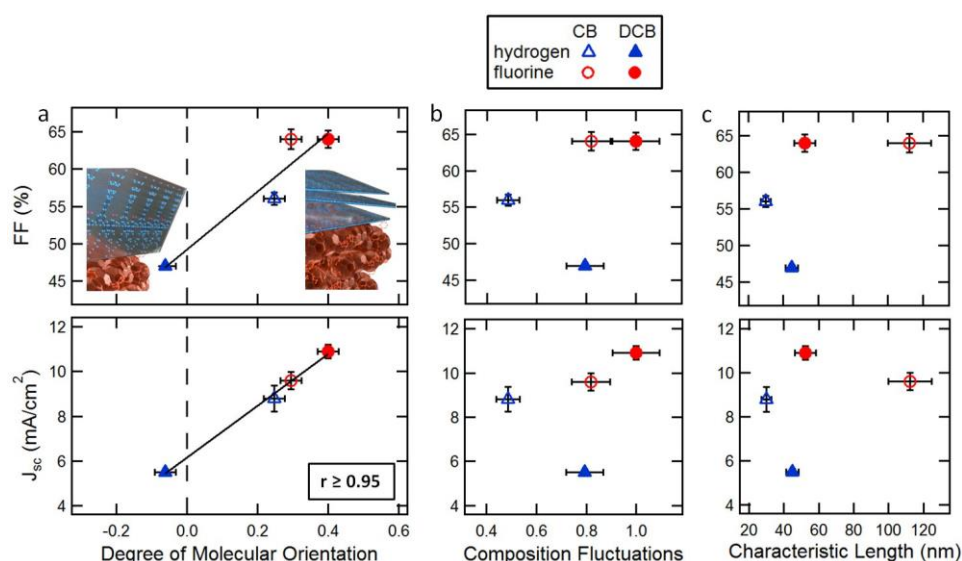 CB DCB
hydrogen
fluorine
a
b
c
FF (%)
65
60
55
50
45
65
60
55
50
45
65
60
55
50
45
Jsc (mA/cm2)
12
10
8
6
4
12
10
8
6
4
12
10
8
6
4
r ≥ 0.95
-0.2 0.0 0.2 0.4 0.6
0.4 0.6 0.8 1.0
20 40 60 80 100 120
Degree of Molecular Orientation
Composition Fluctuations
Characteristic Length (nm)